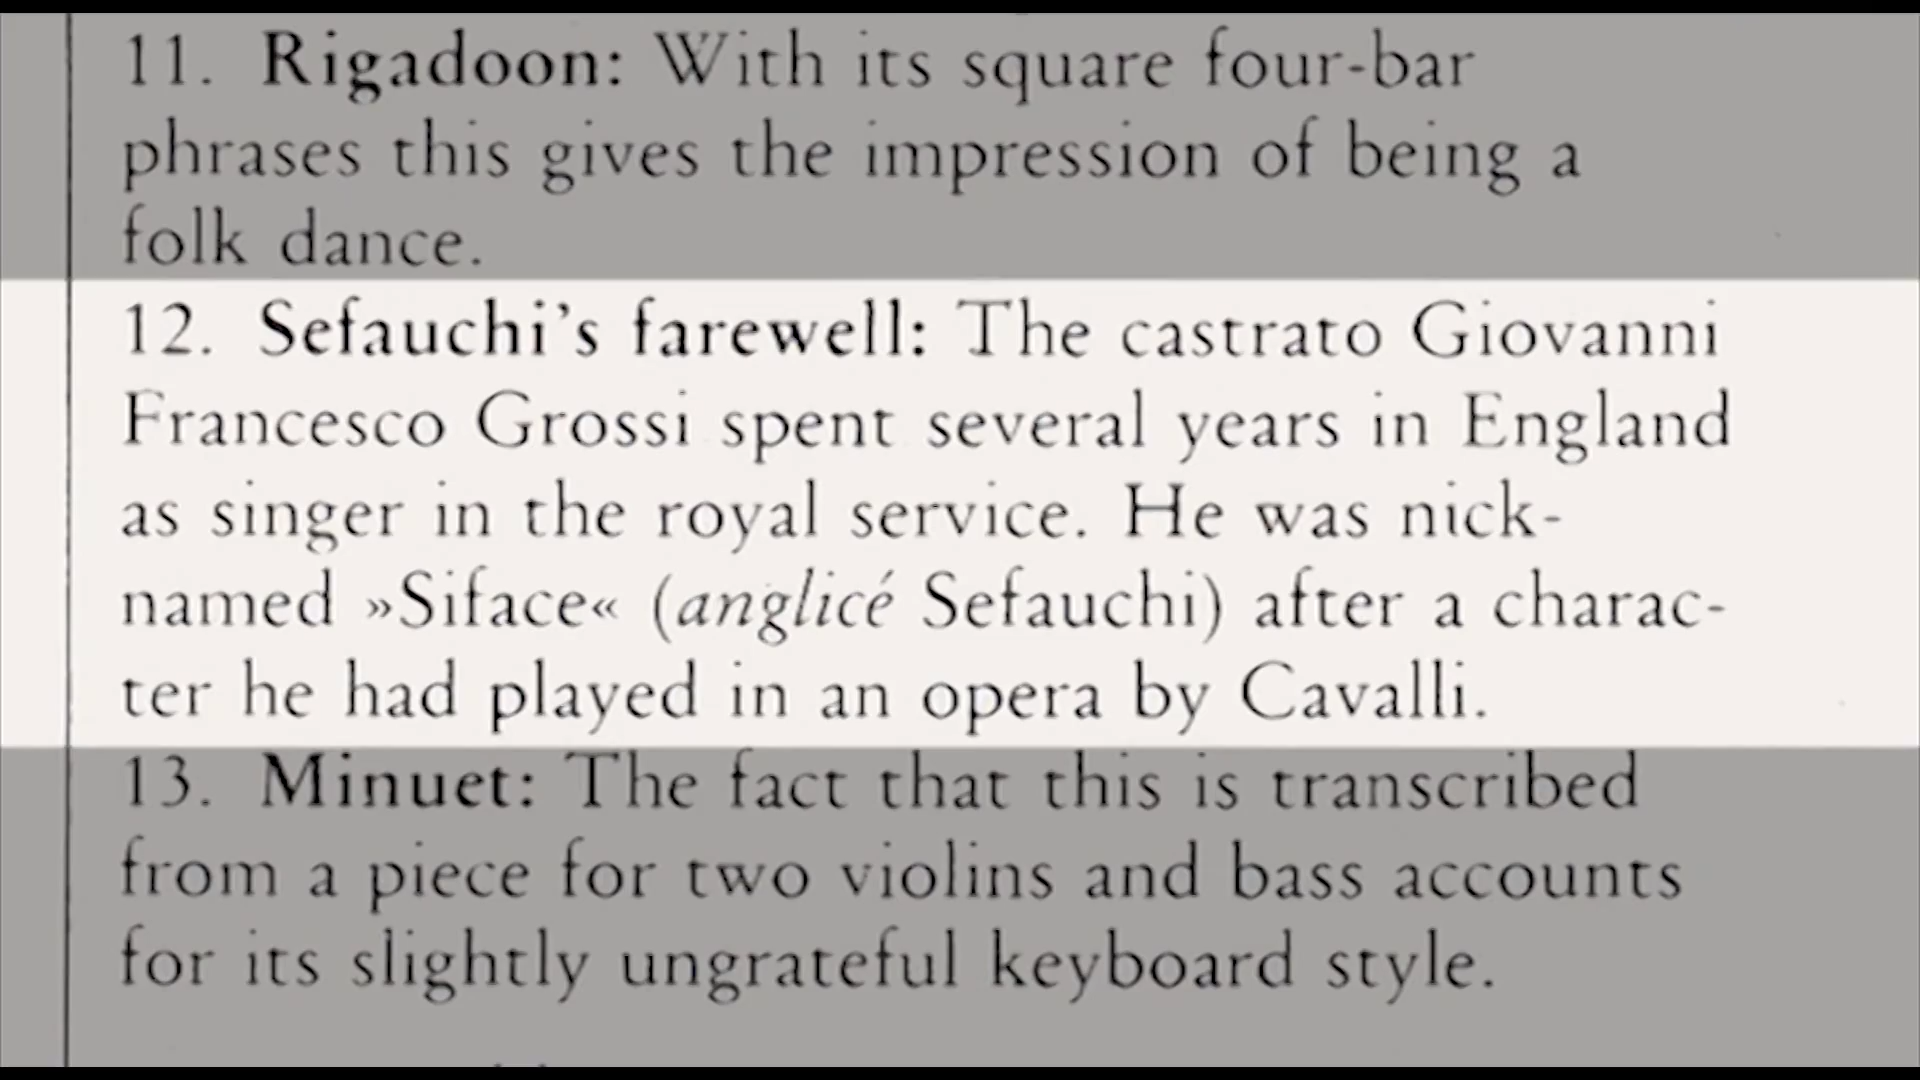 11. Rigadoon: With its square four-bar
phrases this gives the impression of being a
folk dance.
12. Sefauchi's farewell: The castrato Giovanni
Francesco Grossi spent several years in England
as singer in the royal service. He was nick-
named »Siface« (anglicé Sefauchi) after a charac-
ter he had played in an opera by Cavalli.
13. Minuet: The fact that this is transcribed
from a piece for two violins and bass accounts
for its slightly ungrateful keyboard style.